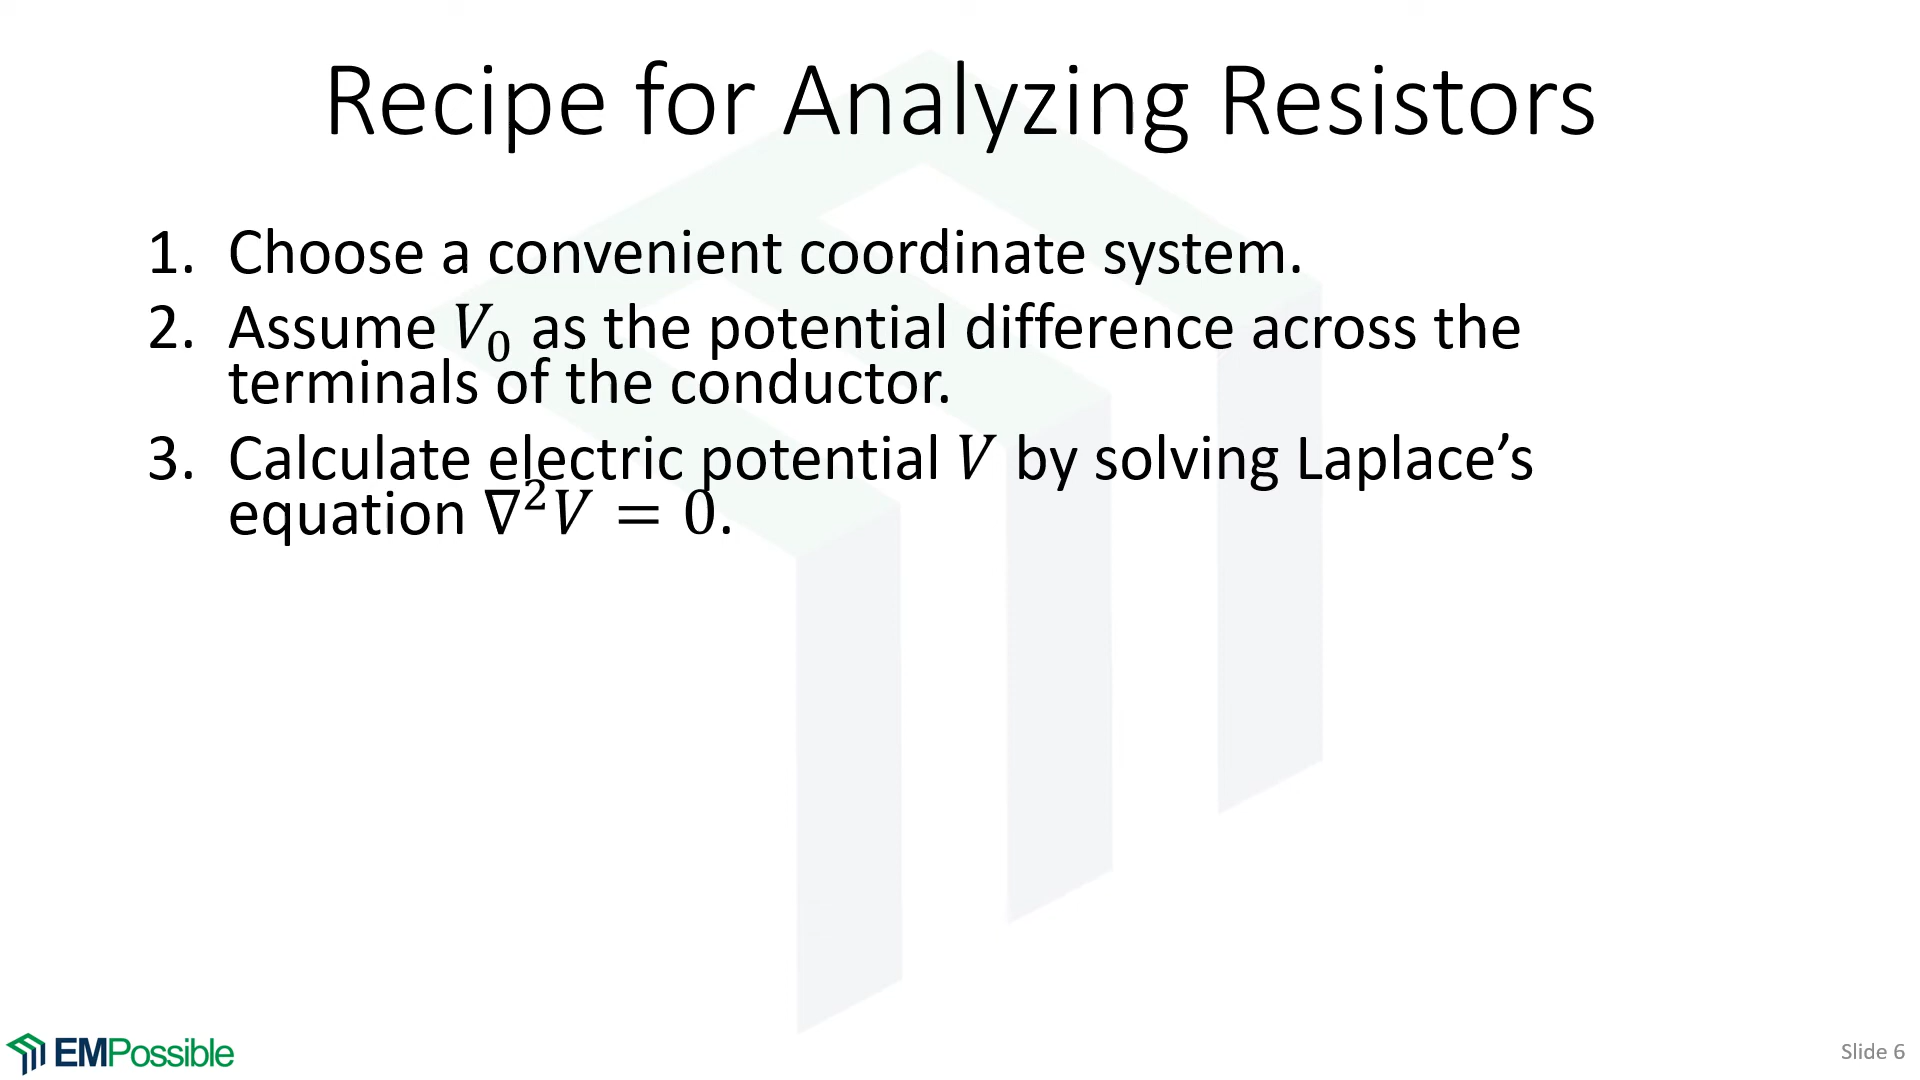 Recipe for Analyzing Resistors
1. Choose a convenient coordinate system.
2. Assume V₀ as the potential difference across the
terminals of the conductor.
3. Calculate electric potential V by solving Laplace’s
equation ∇²V = 0.
EMPossible
Slide 6